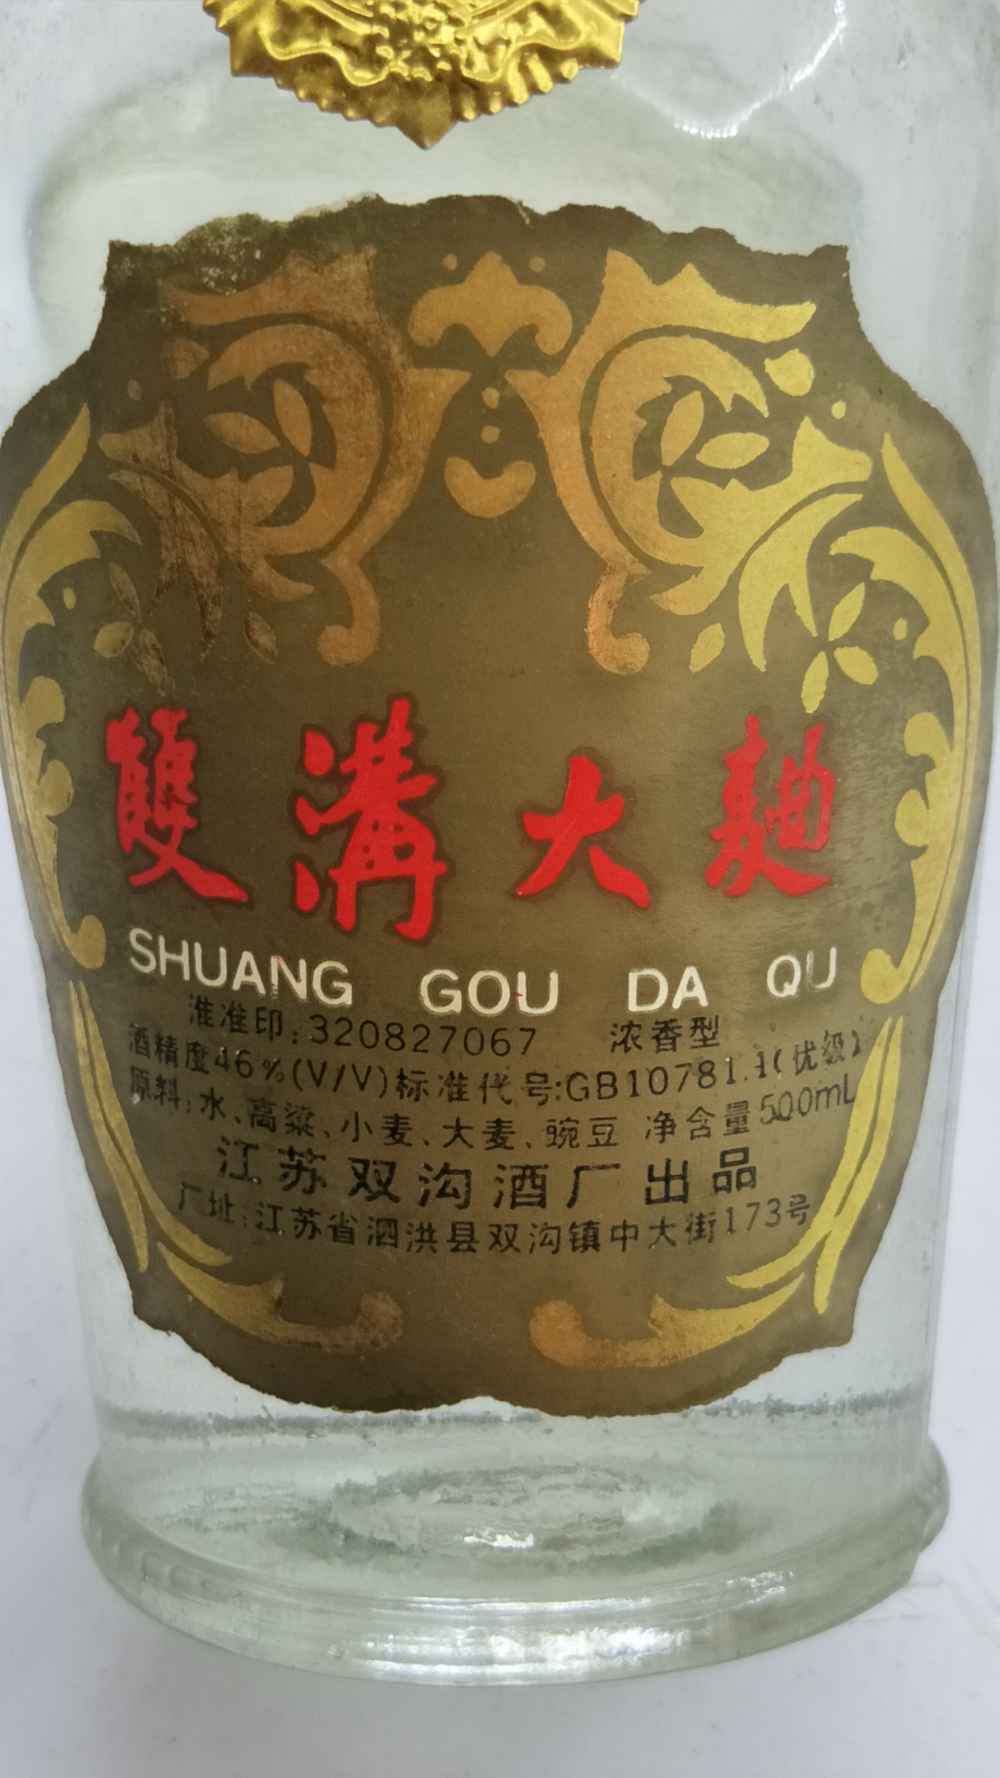 雙溝大麯
SHUANG GOU DA QU
淮准印:320827067 浓香型
酒精度46%(V/V)标准代号:GB10781.1(优级)
原料:水、高粱、小麦、大麦、豌豆 净含量500mL
江苏双沟酒厂出品
厂址:江苏省泗洪县双沟镇中大街173号